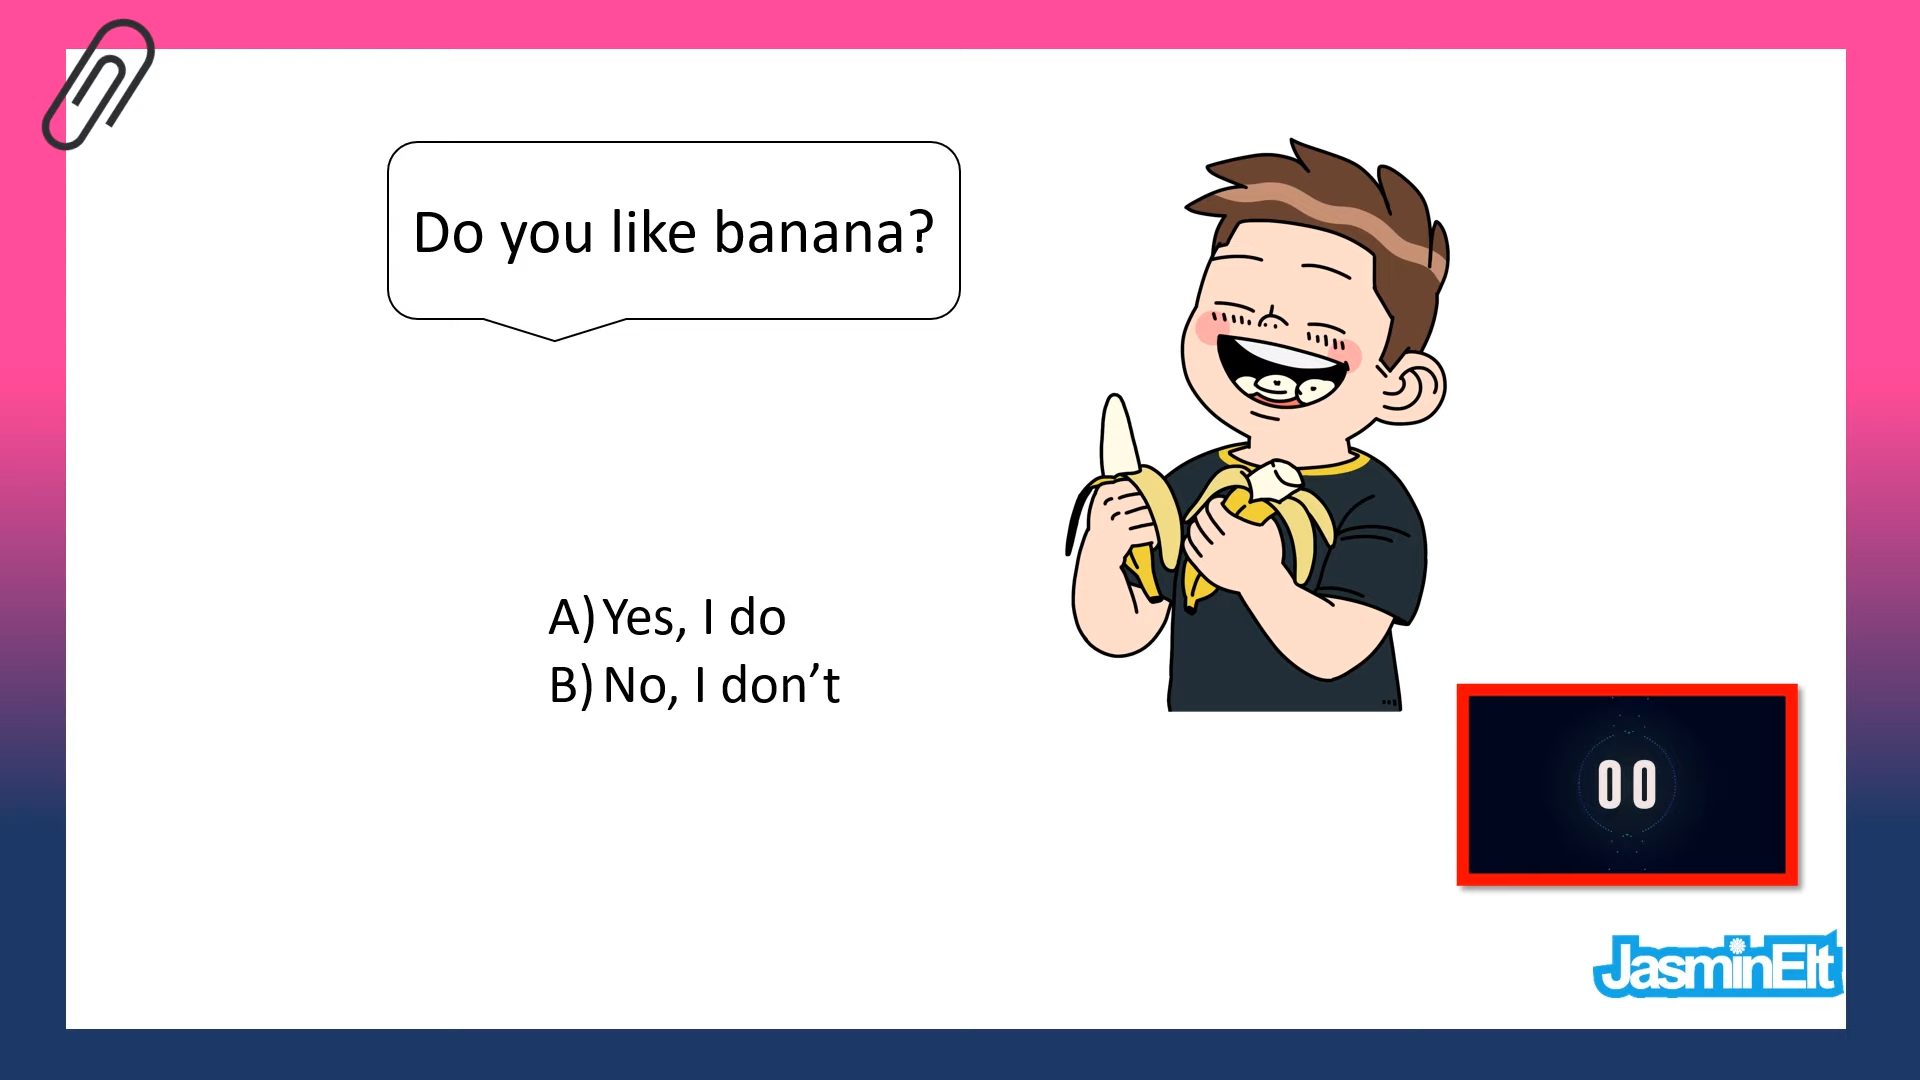 Do you like banana?
A) Yes, I do
B) No, I don’t
00
JasminElt